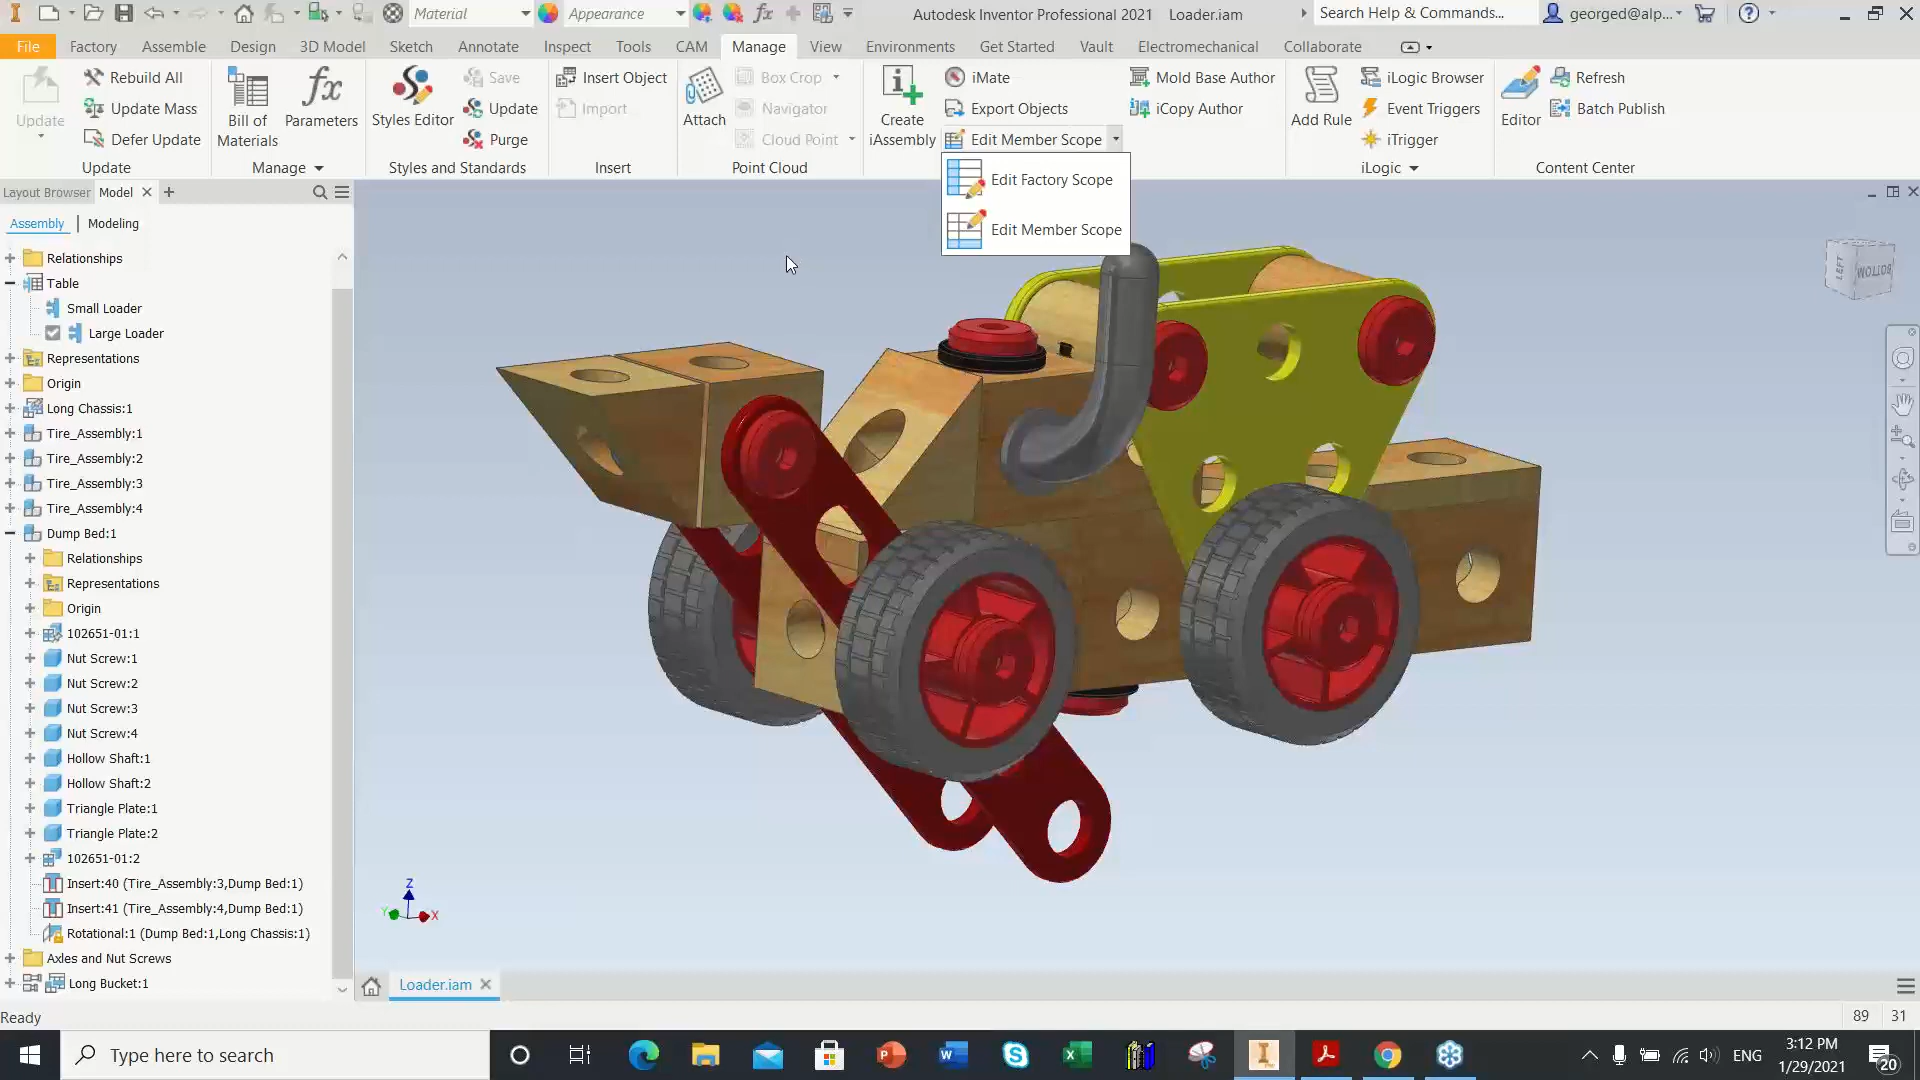 Material
Appearance
Autodesk Inventor Professional 2021 Loader.iam
Search Help & Commands...
georged@alp...
File Factory Assemble Design 3D Model Sketch Annotate Inspect Tools CAM Manage View Environments Get Started Vault Electromechanical Collaborate
Update
Rebuild All
Update Mass
Defer Update
Update
Bill of
Materials
Parameters
Manage
Styles Editor
Save
Update
Purge
Styles and Standards
Insert Object
Import
Insert
Attach
Box Crop
Navigator
Cloud Point
Point Cloud
Create
iAssembly
iMate
Export Objects
Edit Member Scope
Edit Factory Scope
Edit Member Scope
Mold Base Author
iCopy Author
Add Rule
iLogic Browser
Event Triggers
iTrigger
iLogic
Editor
Refresh
Batch Publish
Content Center
Layout Browser Model
Assembly Modeling
Relationships
Table
Small Loader
Large Loader
Representations
Origin
Long Chassis:1
Tire_Assembly:1
Tire_Assembly:2
Tire_Assembly:3
Tire_Assembly:4
Dump Bed:1
Relationships
Representations
Origin
102651-01:1
Nut Screw:1
Nut Screw:2
Nut Screw:3
Nut Screw:4
Hollow Shaft:1
Hollow Shaft:2
Triangle Plate:1
Triangle Plate:2
102651-01:2
Insert:40 (Tire_Assembly:3,Dump Bed:1)
Insert:41 (Tire_Assembly:4,Dump Bed:1)
Rotational:1 (Dump Bed:1,Long Chassis:1)
Axles and Nut Screws
Long Bucket:1
LEFT
BOTTOM
Z
Y
X
Loader.iam
Ready
89 31
Type here to search
ENG
3:12 PM
1/29/2021
20